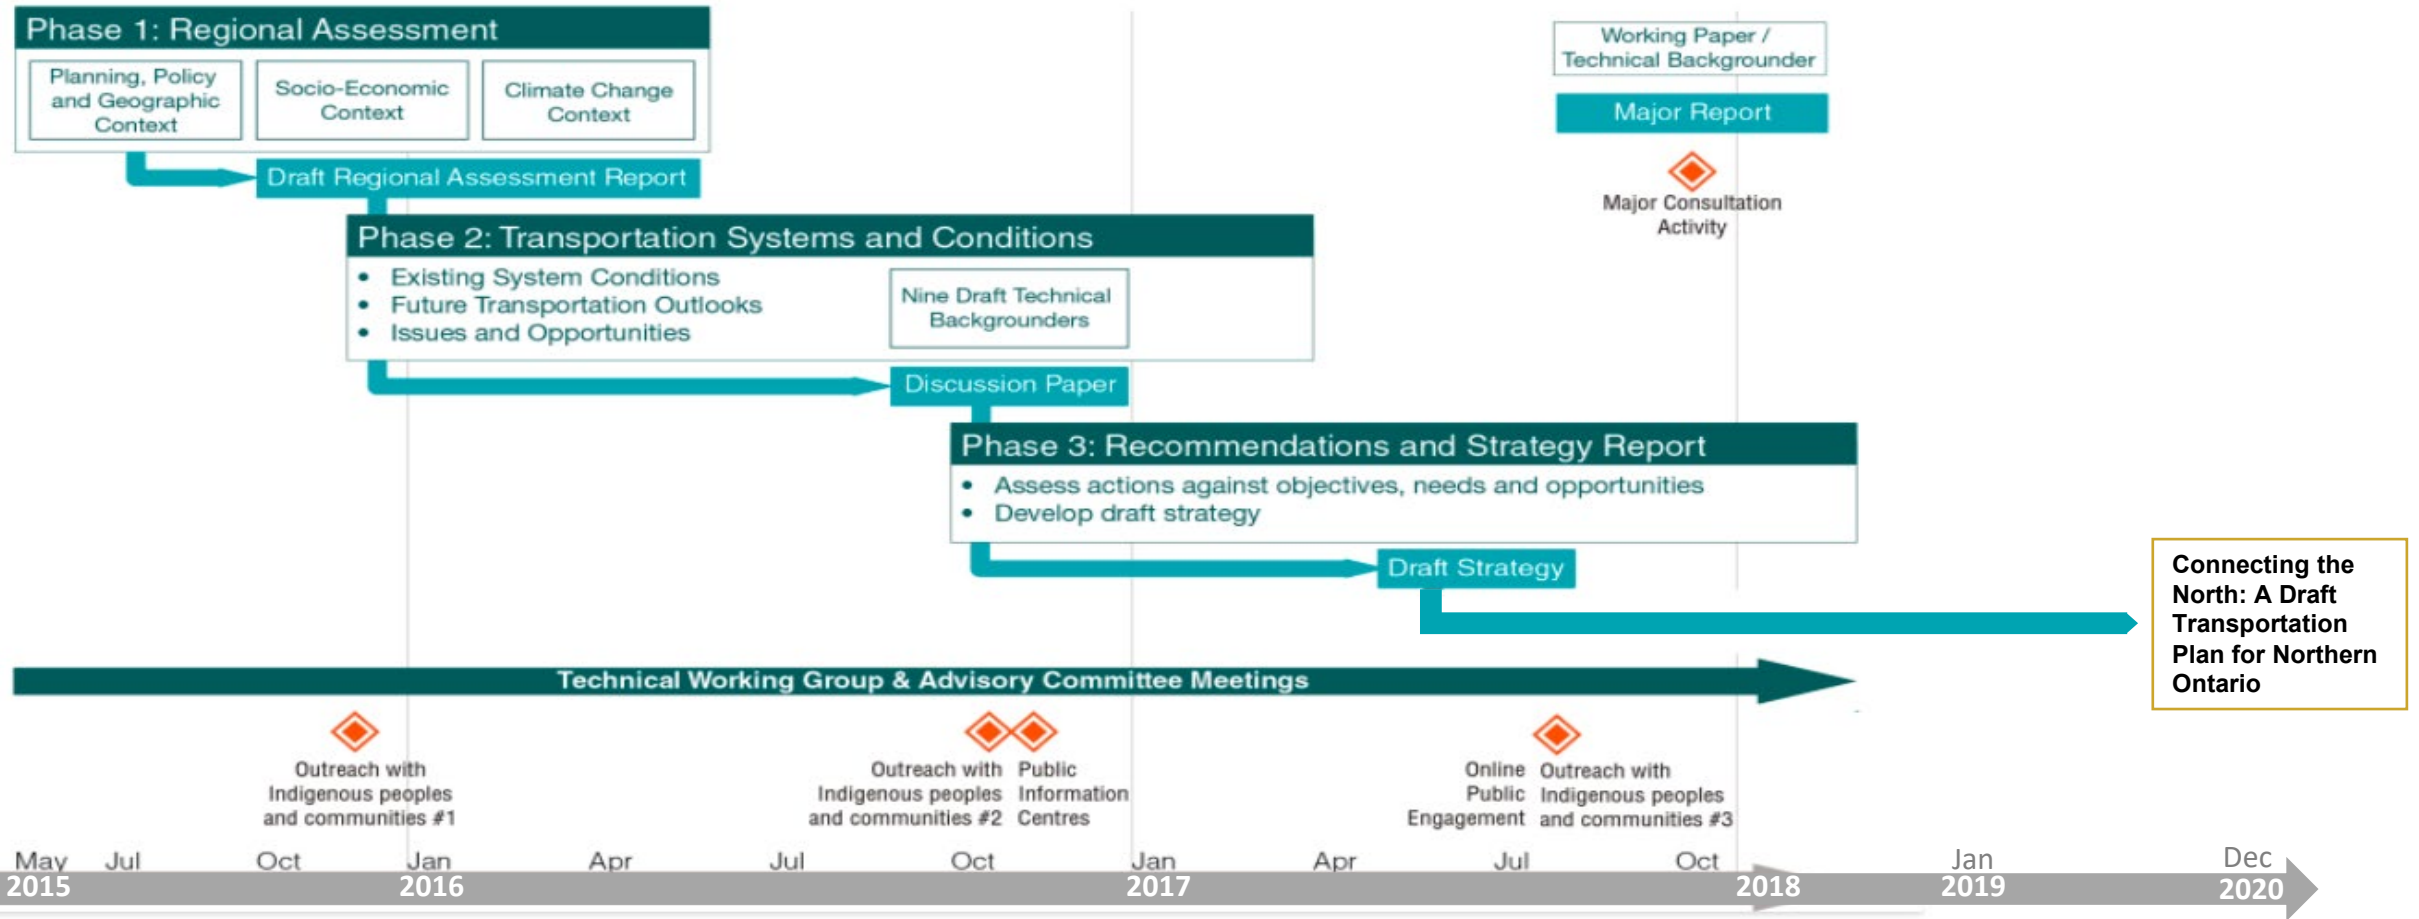 Phase 1: Regional Assessment
Planning, Policy
and Geographic
Context
Socio-Economic
Context
Climate Change
Context
Draft Regional Assessment Report
Working Paper /
Technical Backgrounder
Major Report
Major Consultation
Activity
Phase 2: Transportation Systems and Conditions
• Existing System Conditions
• Future Transportation Outlooks
• Issues and Opportunities
Nine Draft Technical
Backgrounders
Discussion Paper
Phase 3: Recommendations and Strategy Report
• Assess actions against objectives, needs and opportunities
• Develop draft strategy
Draft Strategy
Connecting the
North: A Draft
Transportation
Plan for Northern
Ontario
Technical Working Group & Advisory Committee Meetings
Outreach with
Indigenous peoples
and communities #1
Outreach with
Indigenous peoples
and communities #2
Public
Information
Centres
Online
Public
Engagement
Outreach with
Indigenous peoples
and communities #3
May Jul Oct Jan Apr Jul Oct Jan Apr Jul Oct Jan Dec
2015 2016 2017 2018 2019 2020